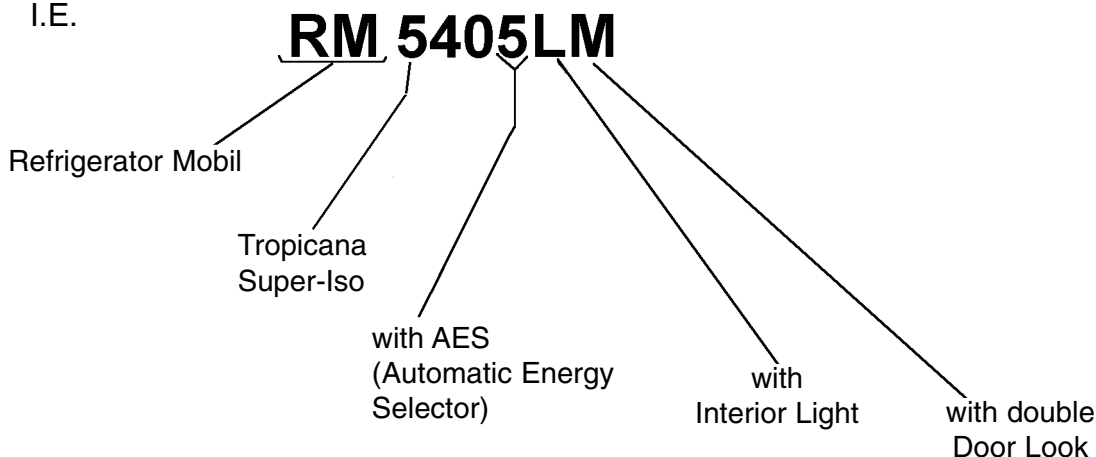 I.E.
RM 5405LM
Refrigerator Mobil
Tropicana
Super-Iso
with AES
(Automatic Energy
Selector)
with
Interior Light
with double
Door Look